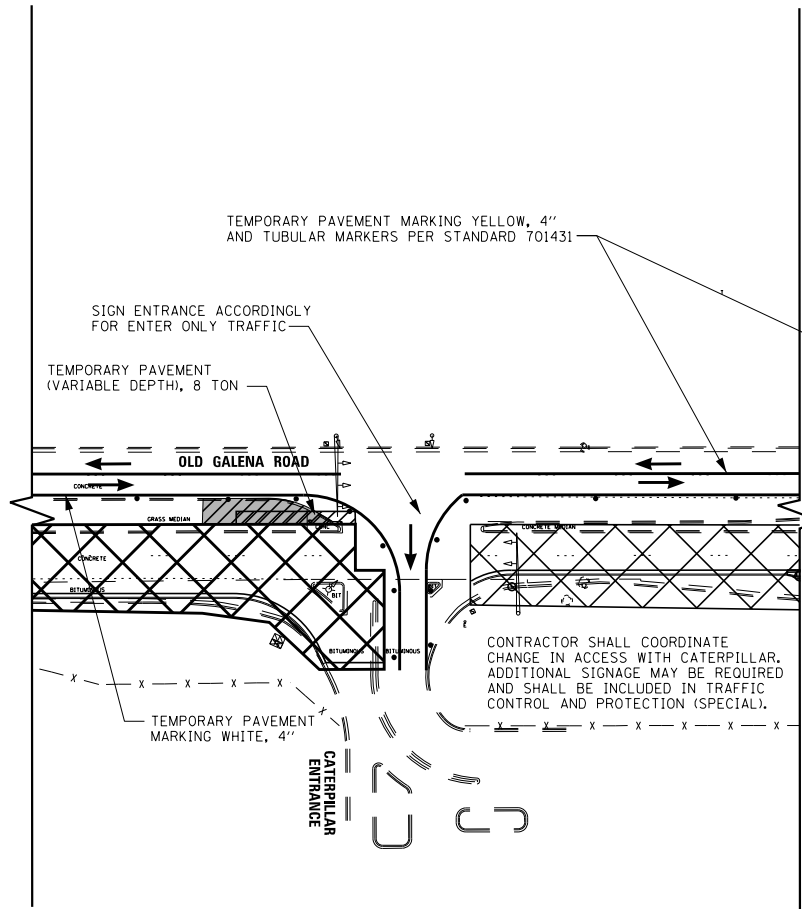 TEMPORARY PAVEMENT MARKING YELLOW, 4"
AND TUBULAR MARKERS PER STANDARD 701431
SIGN ENTRANCE ACCORDINGLY
FOR ENTER ONLY TRAFFIC
TEMPORARY PAVEMENT
(VARIABLE DEPTH), 8 TON
OLD GALENA ROAD
CONCRETE
GRASS MEDIAN
CONC
CONCRETE MEDIAN
CONCRETE
BITUMINOUS
BIT
BITUMINOUS
BITUMINOUS
CONTRACTOR SHALL COORDINATE
CHANGE IN ACCESS WITH CATERPILLAR.
ADDITIONAL SIGNAGE MAY BE REQUIRED
AND SHALL BE INCLUDED IN TRAFFIC
CONTROL AND PROTECTION (SPECIAL).
TEMPORARY PAVEMENT
MARKING WHITE, 4"
CATERPILLAR
ENTRANCE